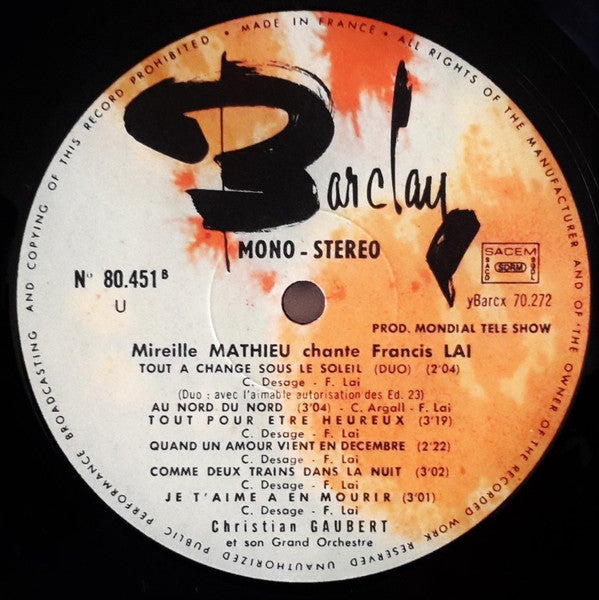 MADE IN FRANCE • ALL RIGHTS OF THE MANUFACTURER AND OF THE OWNER OF THE RECORDED WORK RESERVED UNAUTHORIZED PUBLIC PERFORMANCE BROADCASTING AND COPYING OF THIS RECORD PROHIBITED •
Barclay
MONO - STEREO
N° 80.451 B
U
SACEM
SACD SDRM SGDL
yBarcx 70.272
PROD. MONDIAL TELE SHOW
Mireille MATHIEU chante Francis LAI
TOUT A CHANGE SOUS LE SOLEIL (DUO) (2'04)
C. Desage - F. Lai
(Duo : avec l'aimable autorisation des Ed. 23)
AU NORD DU NORD (3'04) - C. Argall - F. Lai
TOUT POUR ETRE HEUREUX (3'19)
C. Desage - F. Lai
QUAND UN AMOUR VIENT EN DECEMBRE (2'22)
C. Desage - F. Lai
COMME DEUX TRAINS DANS LA NUIT (3'02)
C. Desage - F. Lai
JE T'AIME A EN MOURIR (3'01)
C. Desage - F. Lai
Christian GAUBERT
et son Grand Orchestre